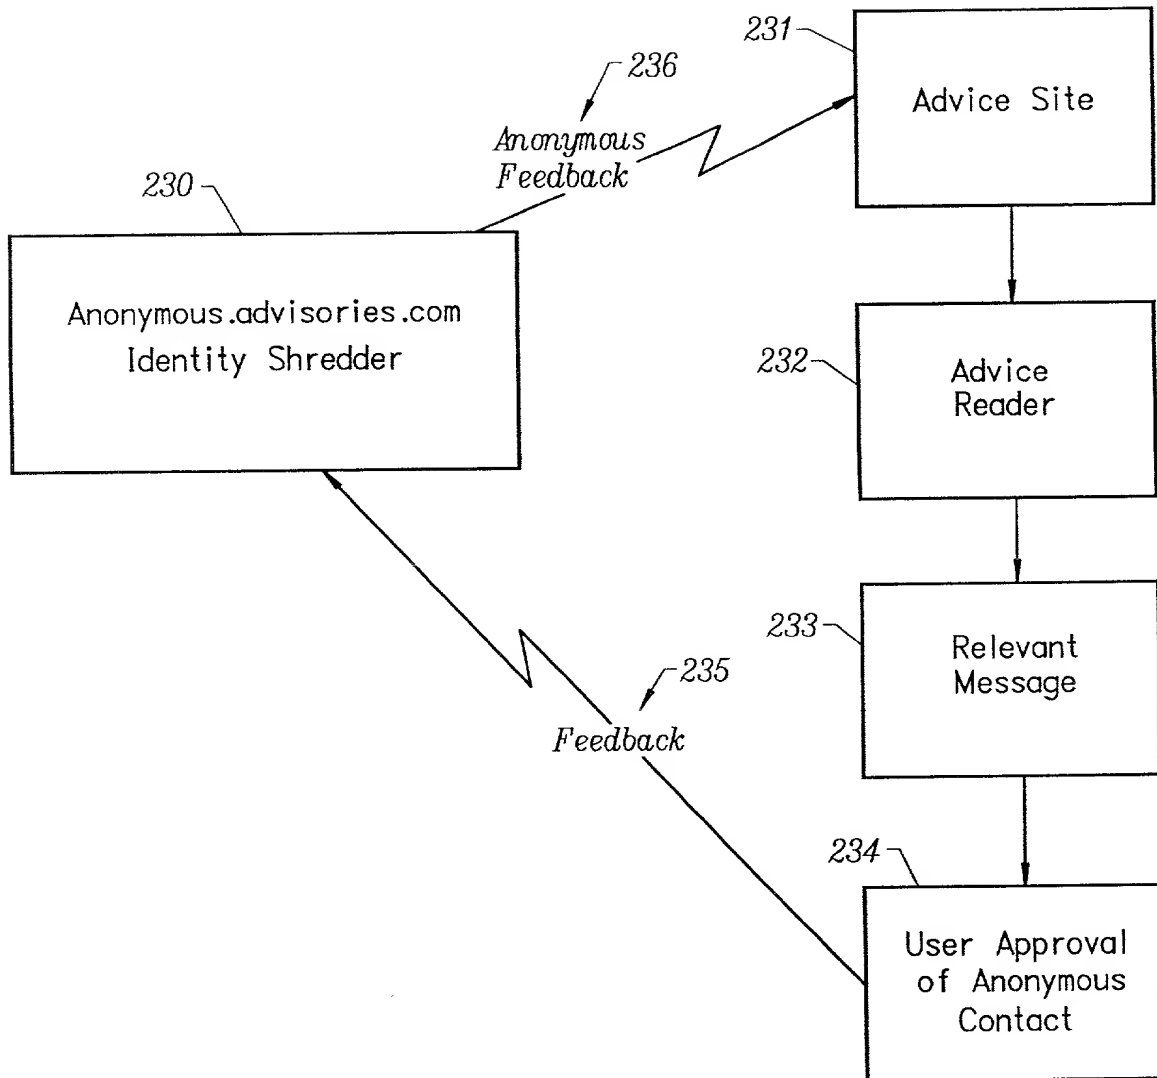 231
Advice Site
236
Anonymous
Feedback
230
Anonymous.advisories.com
Identity Shredder
232
Advice
Reader
233
Relevant
Message
235
Feedback
234
User Approval
of Anonymous
Contact